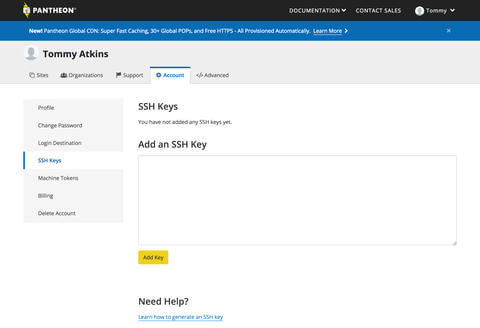 PANTHEON® DOCUMENTATION CONTACT SALES Tommy
New! Pantheon Global CDN: Super Fast Caching, 30+ Global POPs, and Free HTTPS - All Provisioned Automatically. Learn More
Tommy Atkins
Sites Organizations Support Account </> Advanced
Profile
Change Password
Login Destination
SSH Keys
Machine Tokens
Billing
Delete Account
SSH Keys
You have not added any SSH keys yet.
Add an SSH Key
Add Key
Need Help?
Learn how to generate an SSH key